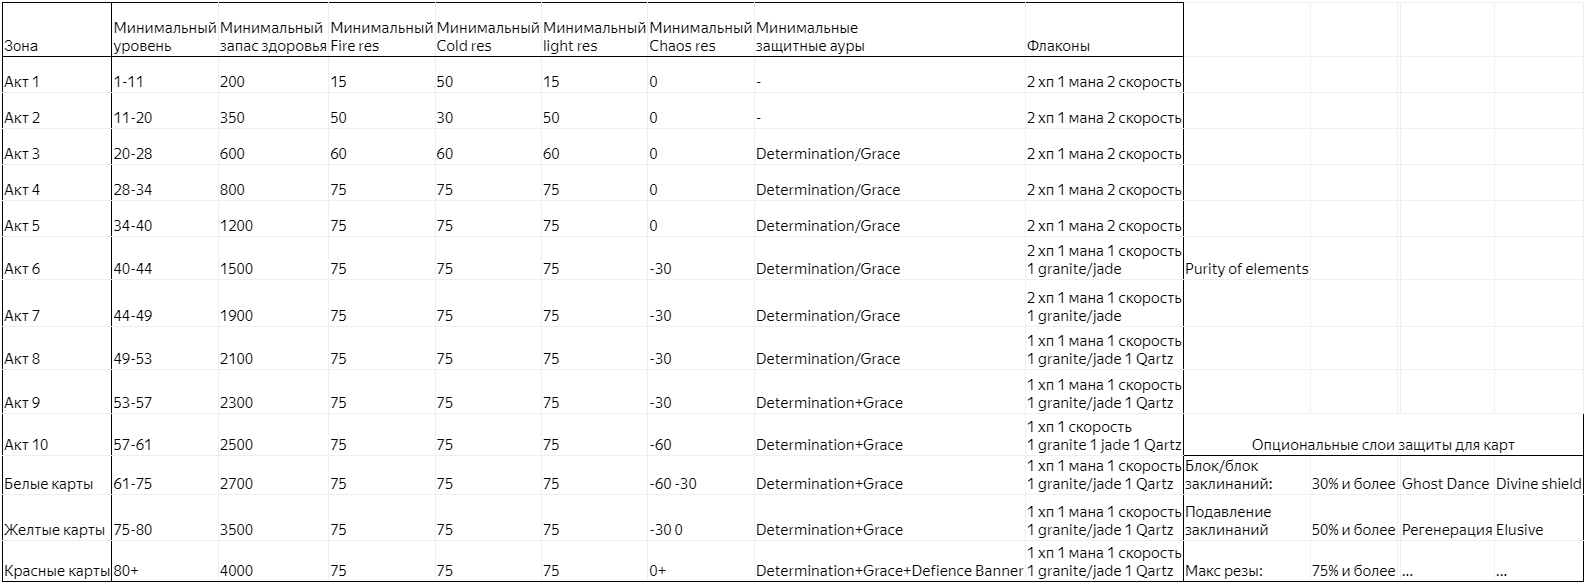 Зона Минимальный уровень Минимальный запас здоровья Минимальный Fire res Минимальный Cold res Минимальный light res Минимальный Chaos res Минимальные защитные ауры Флаконы
Акт 1 1-11 200 15 50 15 0 - 2 хп 1 мана 2 скорость
Акт 2 11-20 350 50 30 50 0 - 2 хп 1 мана 2 скорость
Акт 3 20-28 600 60 60 60 0 Determination/Grace 2 хп 1 мана 2 скорость
Акт 4 28-34 800 75 75 75 0 Determination/Grace 2 хп 1 мана 2 скорость
Акт 5 34-40 1200 75 75 75 0 Determination/Grace 2 хп 1 мана 2 скорость
Акт 6 40-44 1500 75 75 75 -30 Determination/Grace 2 хп 1 мана 1 скорость 1 granite/jade Purity of elements
Акт 7 44-49 1900 75 75 75 -30 Determination/Grace 2 хп 1 мана 1 скорость 1 granite/jade
Акт 8 49-53 2100 75 75 75 -30 Determination/Grace 1 хп 1 мана 1 скорость 1 granite/jade 1 Qartz
Акт 9 53-57 2300 75 75 75 -30 Determination+Grace 1 хп 1 мана 1 скорость 1 granite/jade 1 Qartz
Акт 10 57-61 2500 75 75 75 -60 Determination+Grace 1 хп 1 скорость 1 granite 1 jade 1 Qartz Опциональные слои защиты для карт
Белые карты 61-75 2700 75 75 75 -60 -30 Determination+Grace 1 хп 1 мана 1 скорость 1 granite/jade 1 Qartz Блок/блок заклинаний: 30% и более Ghost Dance Divine shield
Желтые карты 75-80 3500 75 75 75 -30 0 Determination+Grace 1 хп 1 мана 1 скорость 1 granite/jade 1 Qartz Подавление заклинаний 50% и более Регенерация Elusive
Красные карты 80+ 4000 75 75 75 0+ Determination+Grace+Defience Banner 1 хп 1 мана 1 скорость 1 granite/jade 1 Qartz Макс резы: 75% и более ... ...